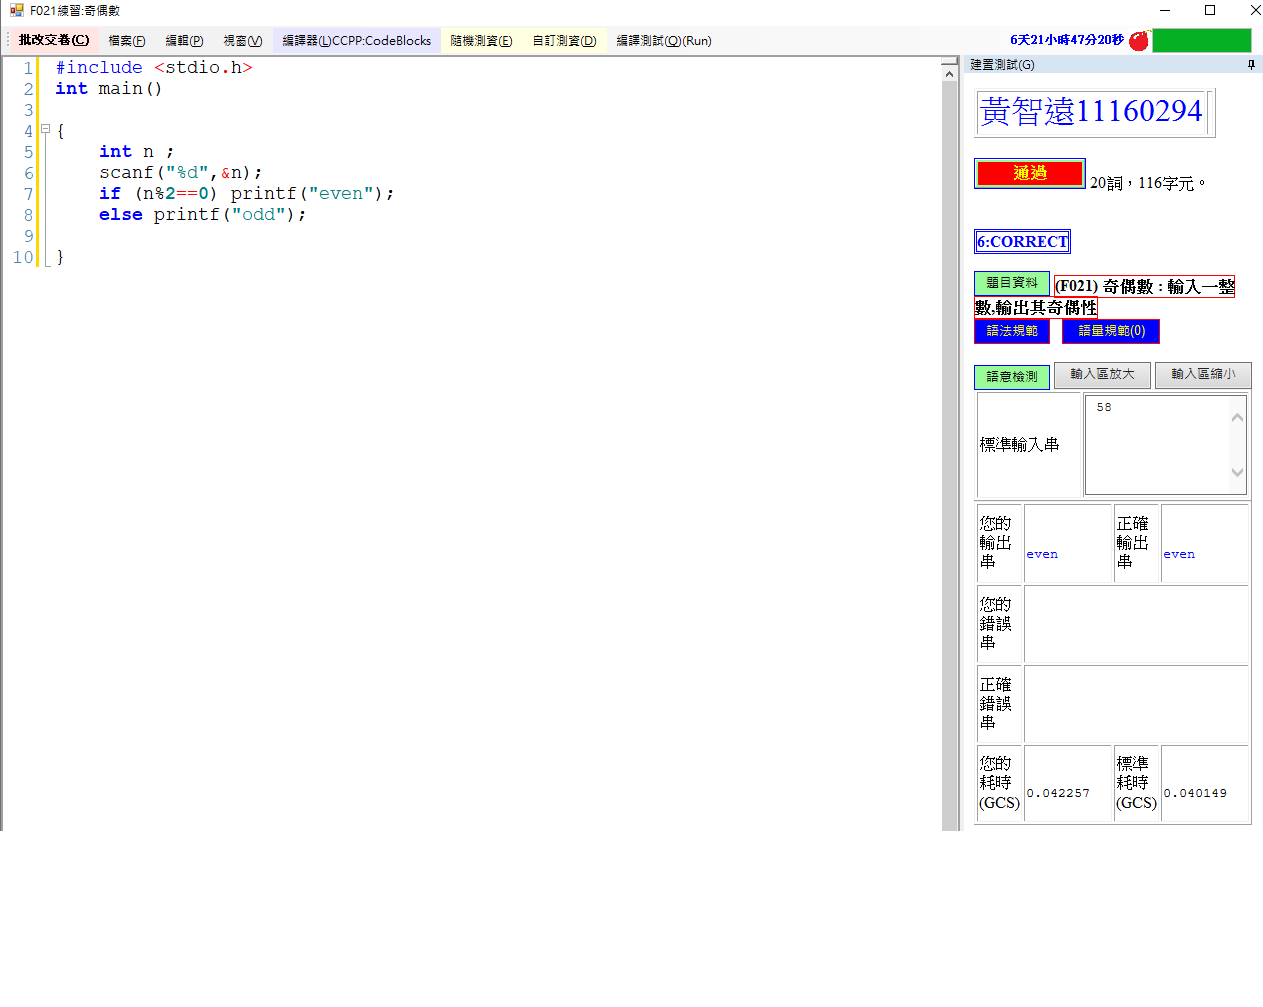 F021練習:奇偶數
批改交卷(C) 檔案(F) 編輯(P) 視窗(V) 編譯器(L)CCPP:CodeBlocks 隨機測資(E) 自訂測資(D) 編譯測試(Q)(Run) 6天21小時47分20秒
1 #include <stdio.h>
2 int main()
3
4 {
5 int n ;
6 scanf("%d",&n);
7 if (n%2==0) printf("even");
8 else printf("odd");
9
10 }
建置測試(G)
黃智遠11160294
通過 20詞，116字元。
6:CORRECT
題目資料 (F021) 奇偶數 : 輸入一整
數,輸出其奇偶性
語法規範 語量規範(0)
語意檢測 輸入區放大 輸入區縮小
標準輸入串 58
您的輸出串 even 正確輸出串 even
您的錯誤串
正確錯誤串
您的耗時(GCS) 0.042257 標準耗時(GCS) 0.040149